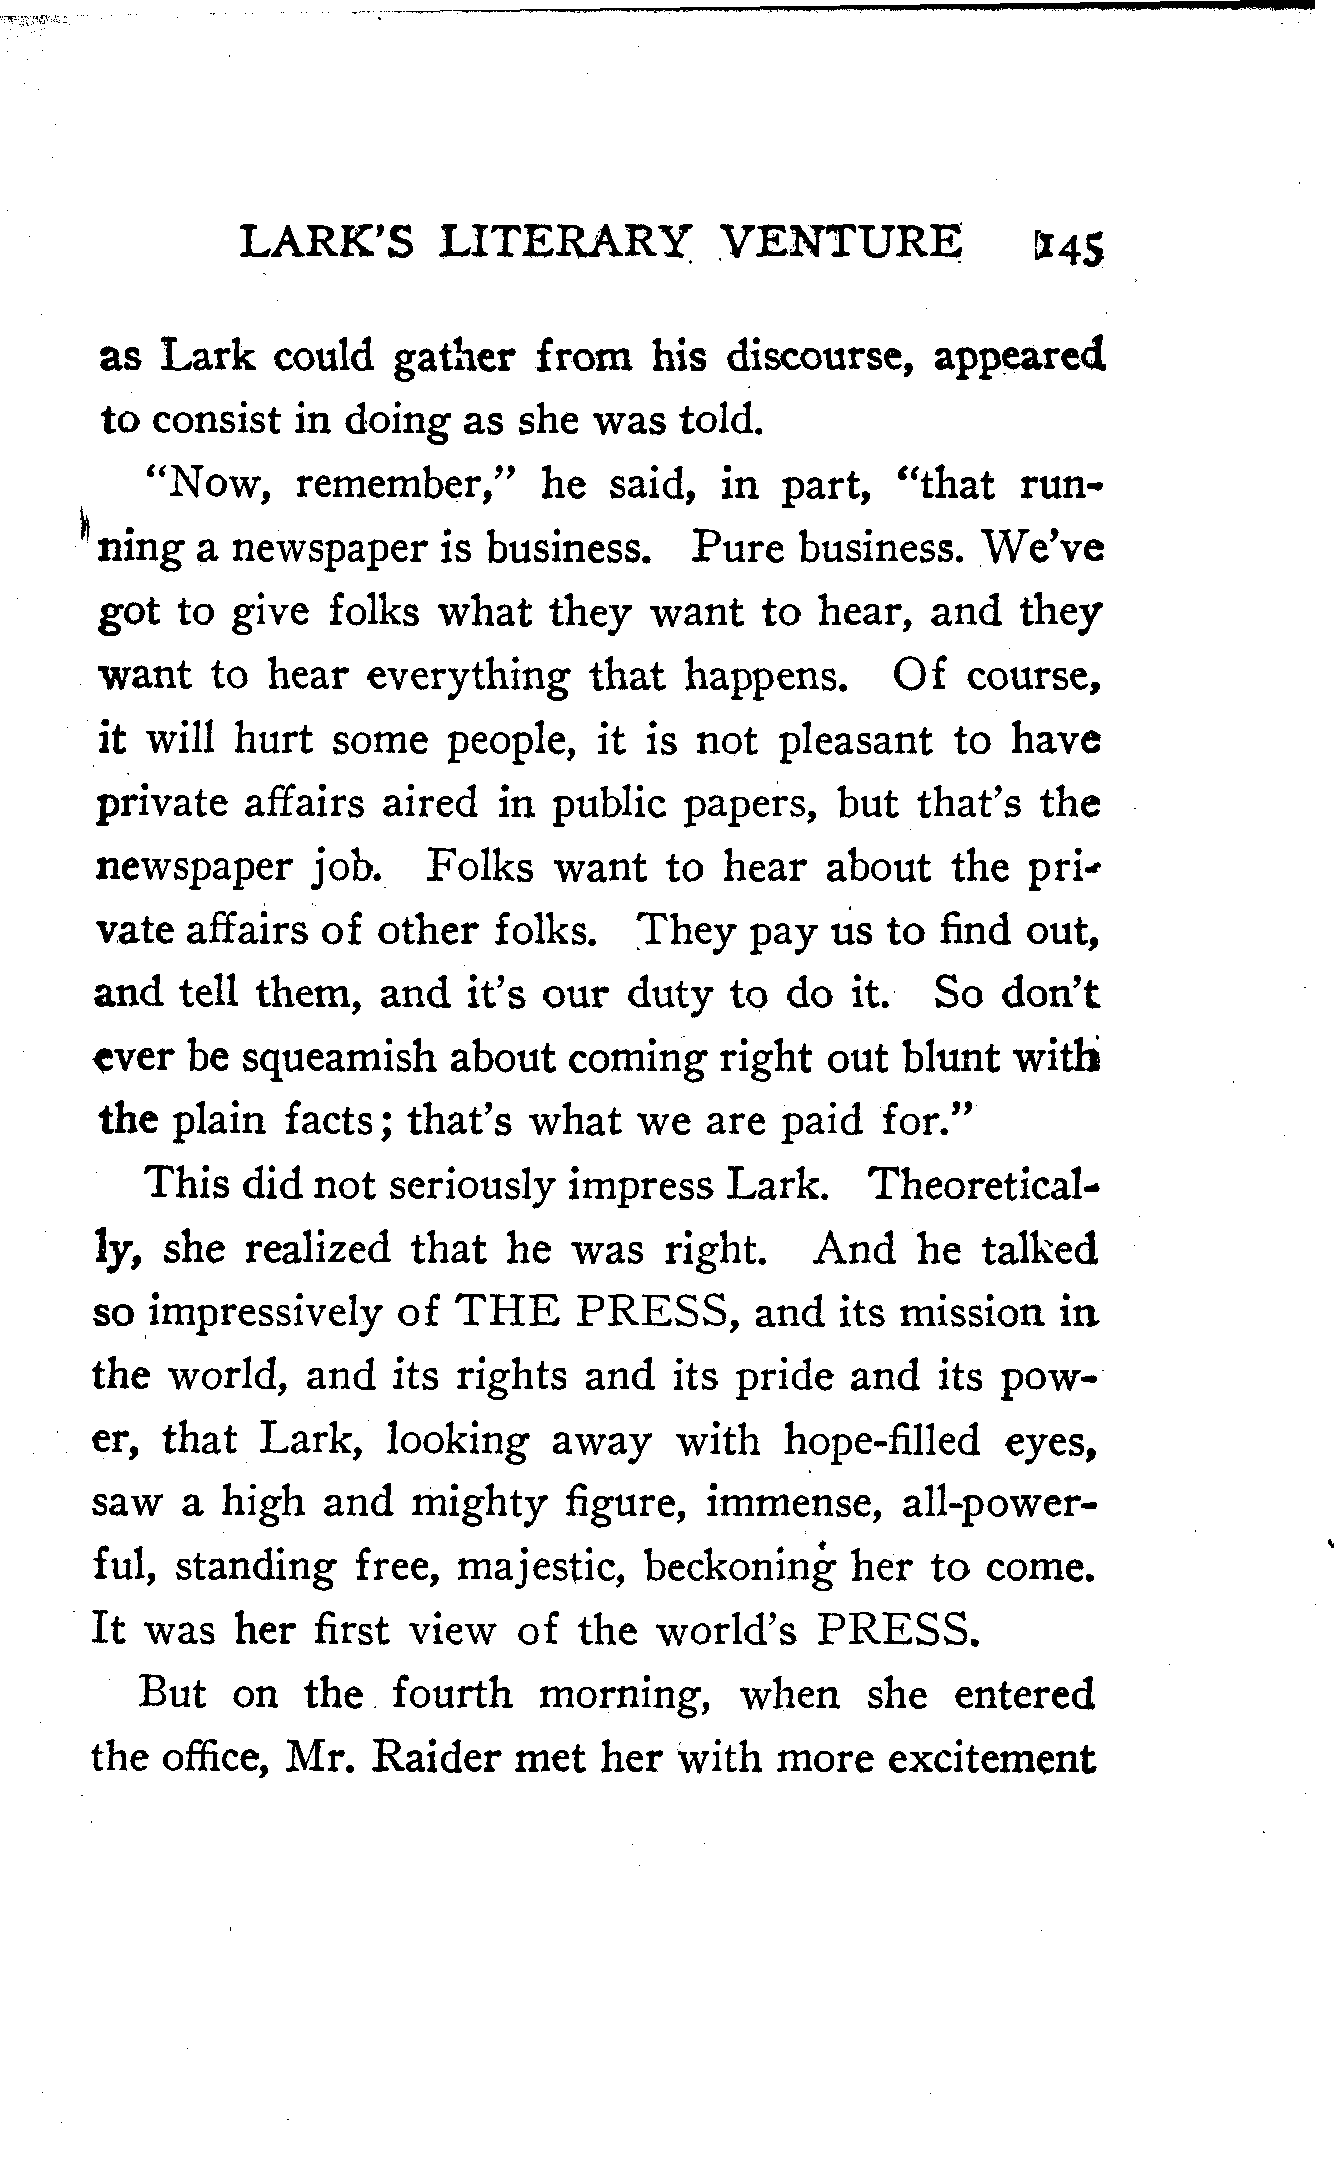 LARK'S LITERARY VENTURE 145
as Lark could gather from his discourse, appeared
to consist in doing as she was told.
"Now, remember," he said, in part, "that run-
ning a newspaper is business. Pure business. We've
got to give folks what they want to hear, and they
want to hear everything that happens. Of course,
it will hurt some people, it is not pleasant to have
private affairs aired in public papers, but that's the
newspaper job. Folks want to hear about the pri-
vate affairs of other folks. They pay us to find out,
and tell them, and it's our duty to do it. So don't
ever be squeamish about coming right out blunt with
the plain facts; that's what we are paid for."
This did not seriously impress Lark. Theoretical-
ly, she realized that he was right. And he talked
so impressively of THE PRESS, and its mission in
the world, and its rights and its pride and its pow-
er, that Lark, looking away with hope-filled eyes,
saw a high and mighty figure, immense, all-power-
ful, standing free, majestic, beckoning her to come.
It was her first view of the world's PRESS.
But on the fourth morning, when she entered
the office, Mr. Raider met her with more excitement